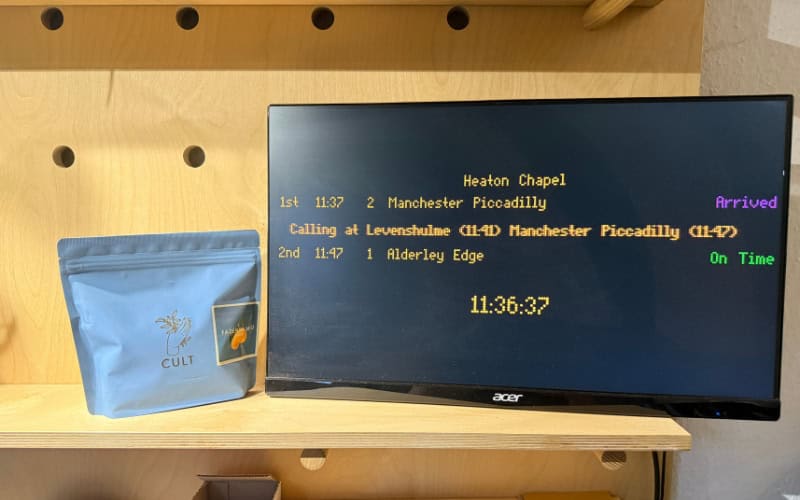 Heaton Chapel
1st 11:37 2 Manchester Piccadilly Arrived
Calling at Levenshulme (11:41) Manchester Piccadilly (11:47)
2nd 11:47 1 Alderley Edge On Time
11:36:37
CULT
acer